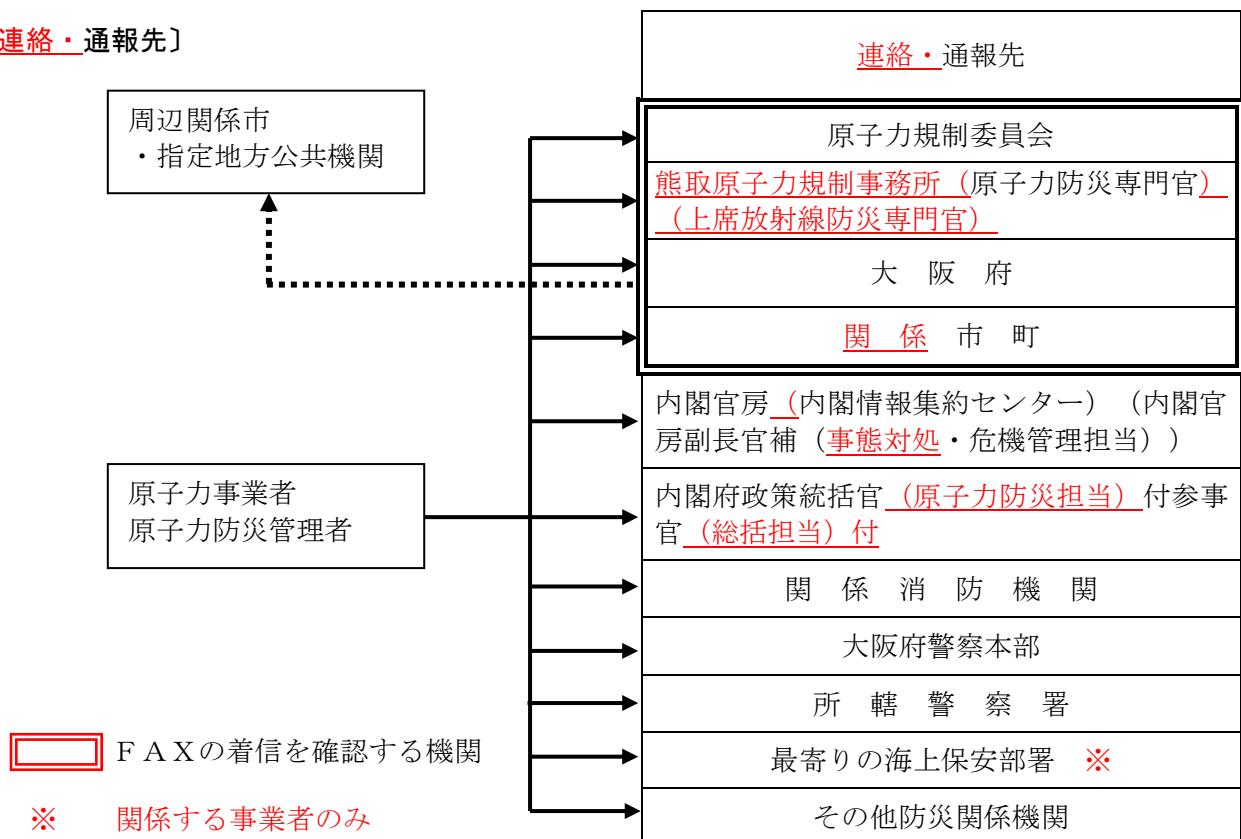 連絡・通報先〕
連絡・通報先
周辺関係市
・指定地方公共機関
原子力規制委員会
熊取原子力規制事務所（原子力防災専門官）
（上席放射線防災専門官）
大　阪　府
関　係　市　町
内閣官房（内閣情報集約センター）（内閣官
房副長官補（事態対処・危機管理担当））
原子力事業者
原子力防災管理者
内閣府政策統括官（原子力防災担当）付参事
官（総括担当）付
関　係　消　防　機　関
大阪府警察本部
所　轄　警　察　署
ＦＡＸの着信を確認する機関
最寄りの海上保安部署　※
※　関係する事業者のみ
その他防災関係機関